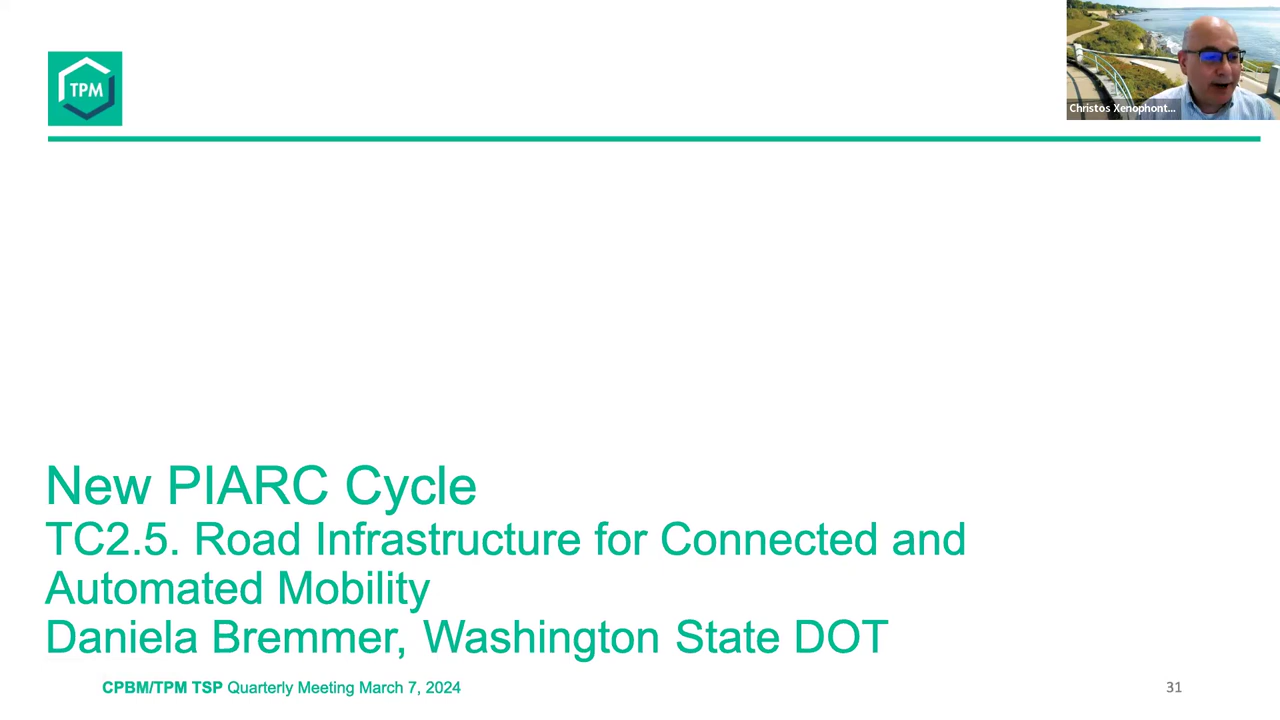 TPM
Christos Xenophont...
New PIARC Cycle
TC2.5. Road Infrastructure for Connected and
Automated Mobility
Daniela Bremmer, Washington State DOT
CPBM/TPM TSP Quarterly Meeting March 7, 2024
31